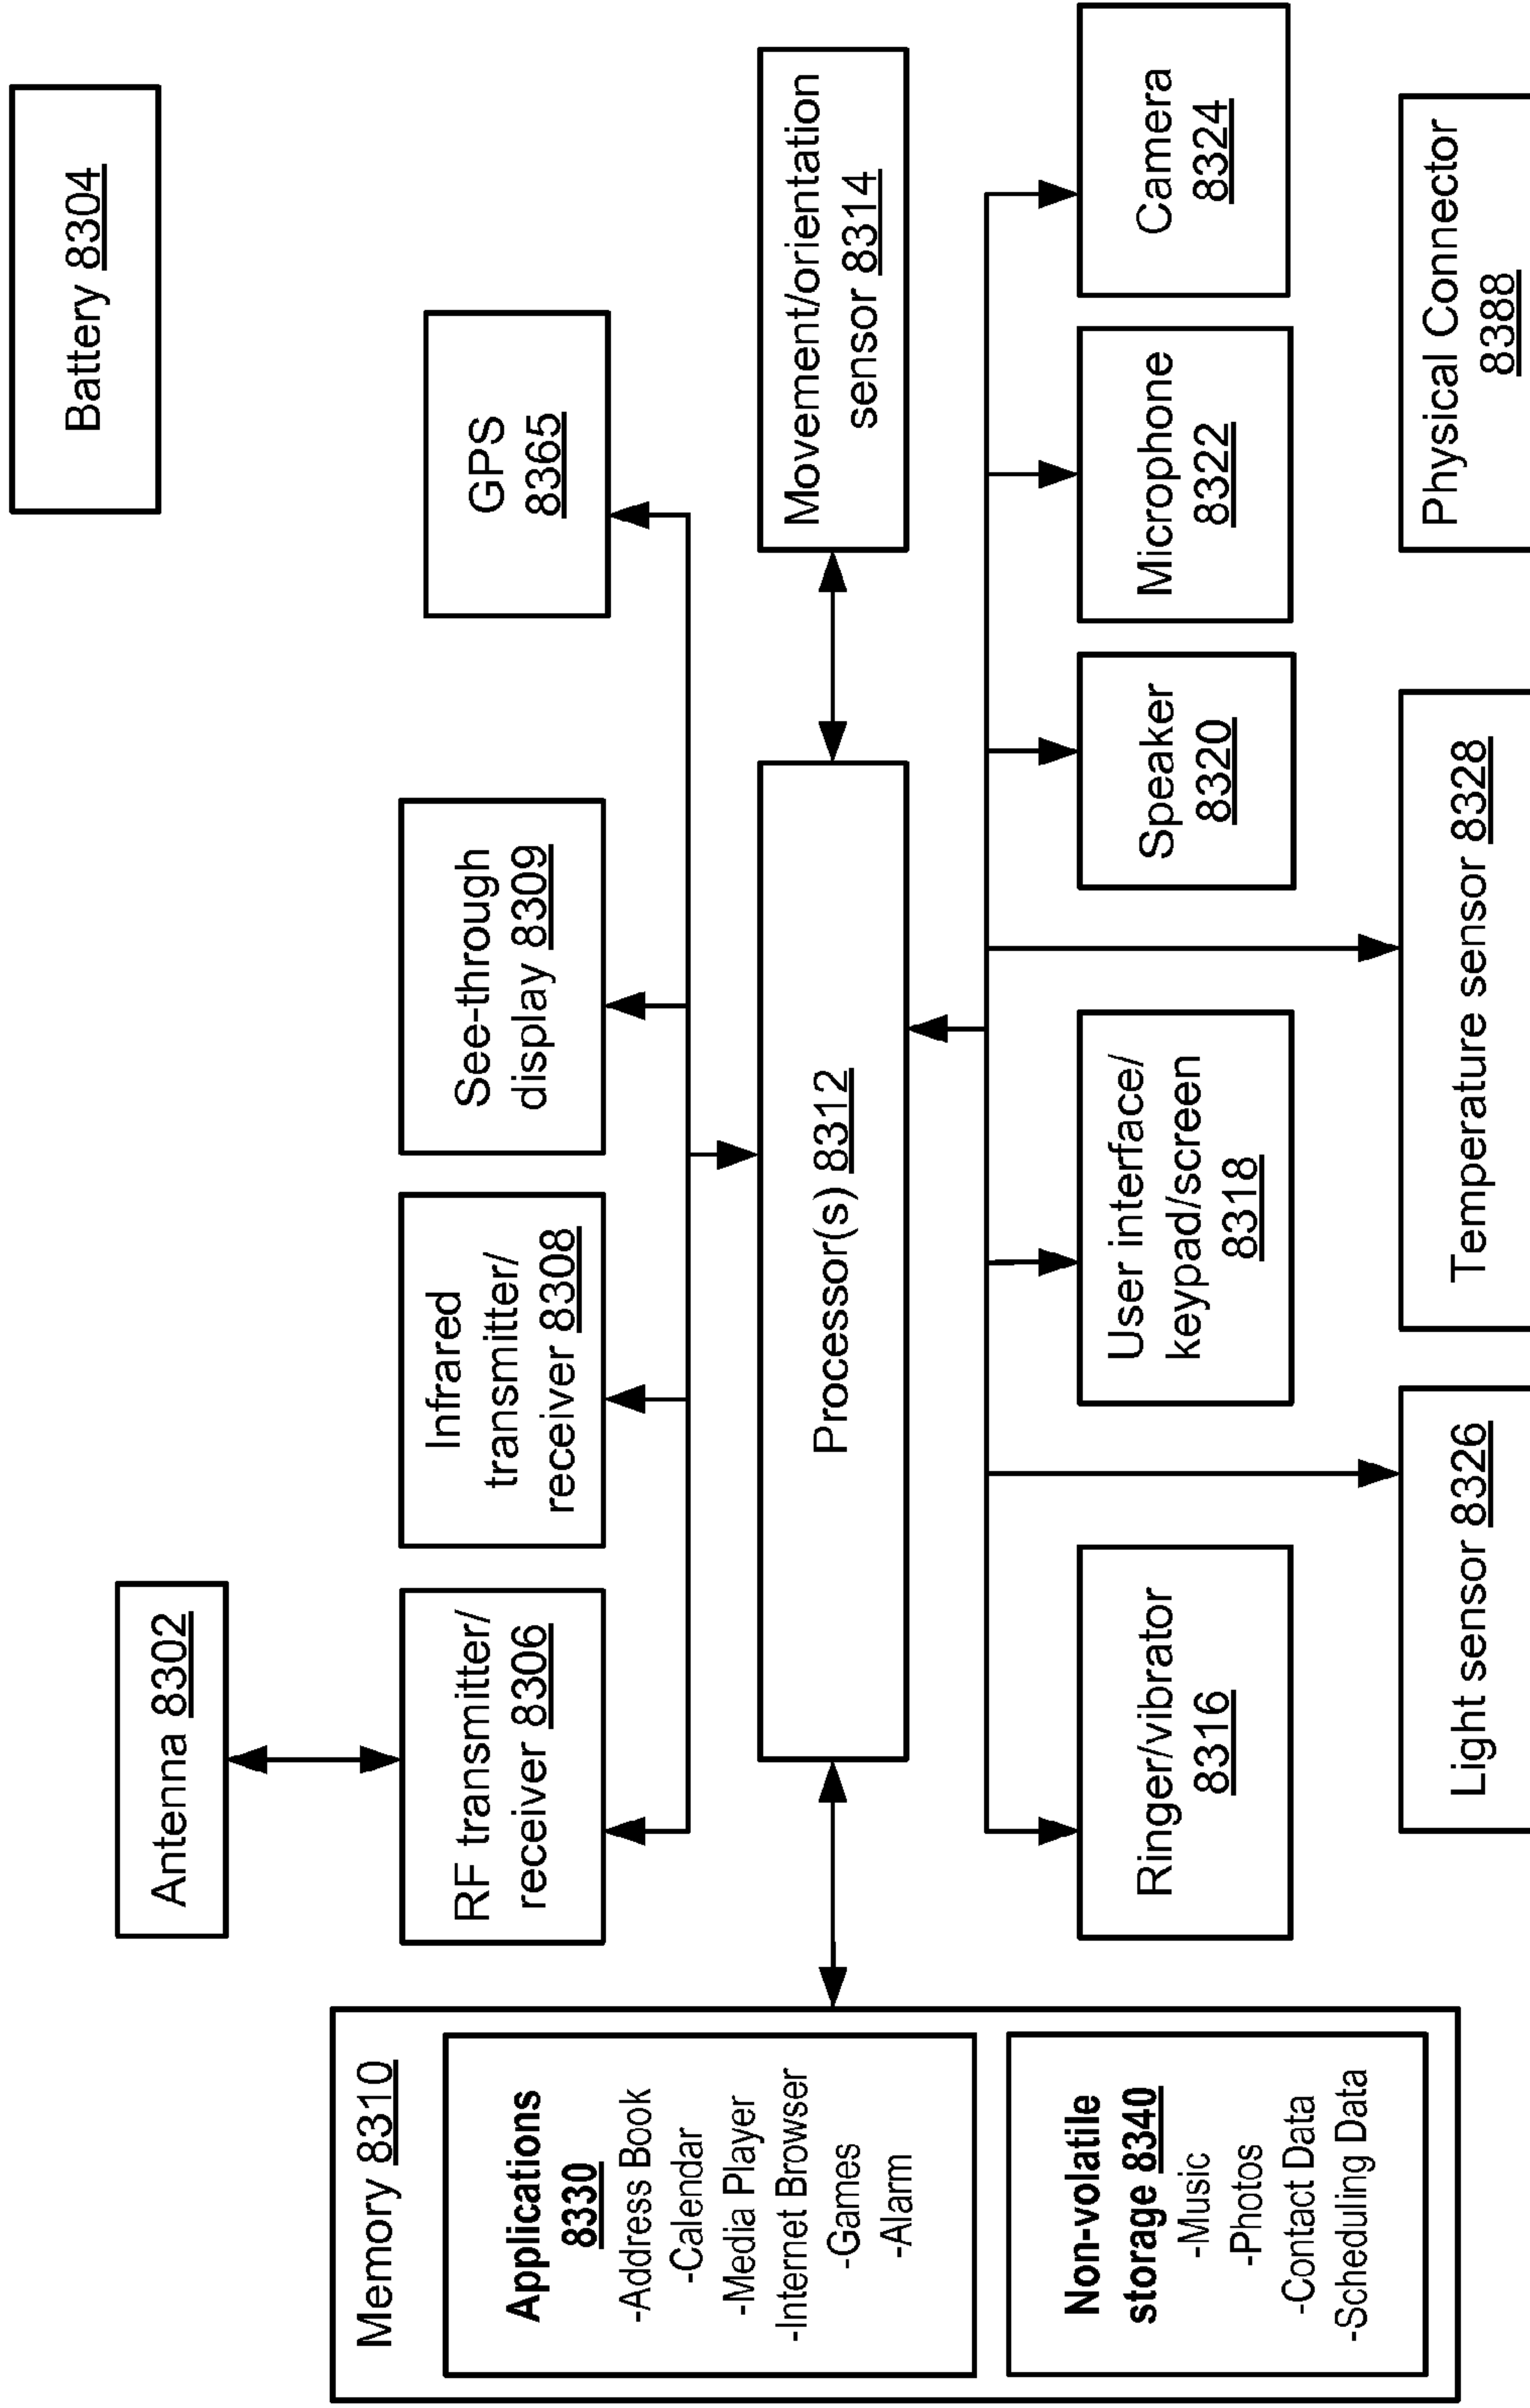 Battery 8304
Antenna 8302
RF transmitter/
receiver 8306
Infrared
transmitter/
receiver 8308
See-through
display 8309
GPS
8365
Memory 8310
Applications
8330
-Address Book
-Calendar
-Media Player
-Internet Browser
-Games
-Alarm
Non-volatile
storage 8340
-Music
-Photos
-Contact Data
-Scheduling Data
Processor(s) 8312
Movement/orientation
sensor 8314
Ringer/vibrator
8316
User interface/
keypad/screen
8318
Speaker
8320
Microphone
8322
Camera
8324
Light sensor 8326
Temperature sensor 8328
Physical Connector
8388